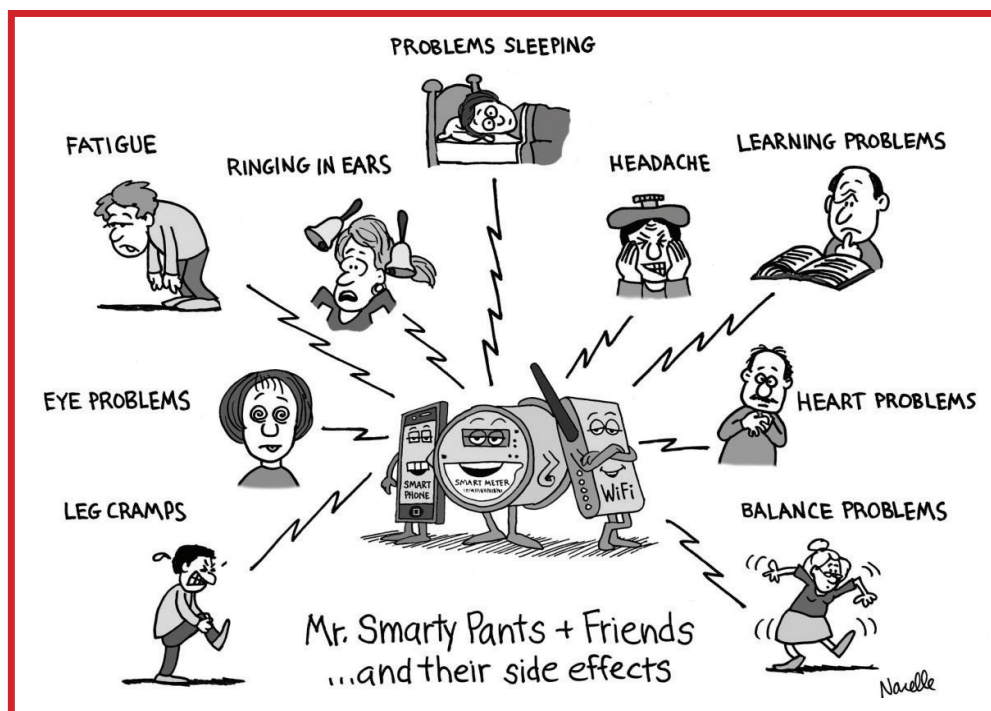 PROBLEMS SLEEPING
FATIGUE
RINGING IN EARS
HEADACHE
LEARNING PROBLEMS
EYE PROBLEMS
HEART PROBLEMS
SMART
PHONE
SMART METER
WiFi
LEG CRAMPS
BALANCE PROBLEMS
Mr. Smarty Pants + Friends
...and their side effects
Narelle